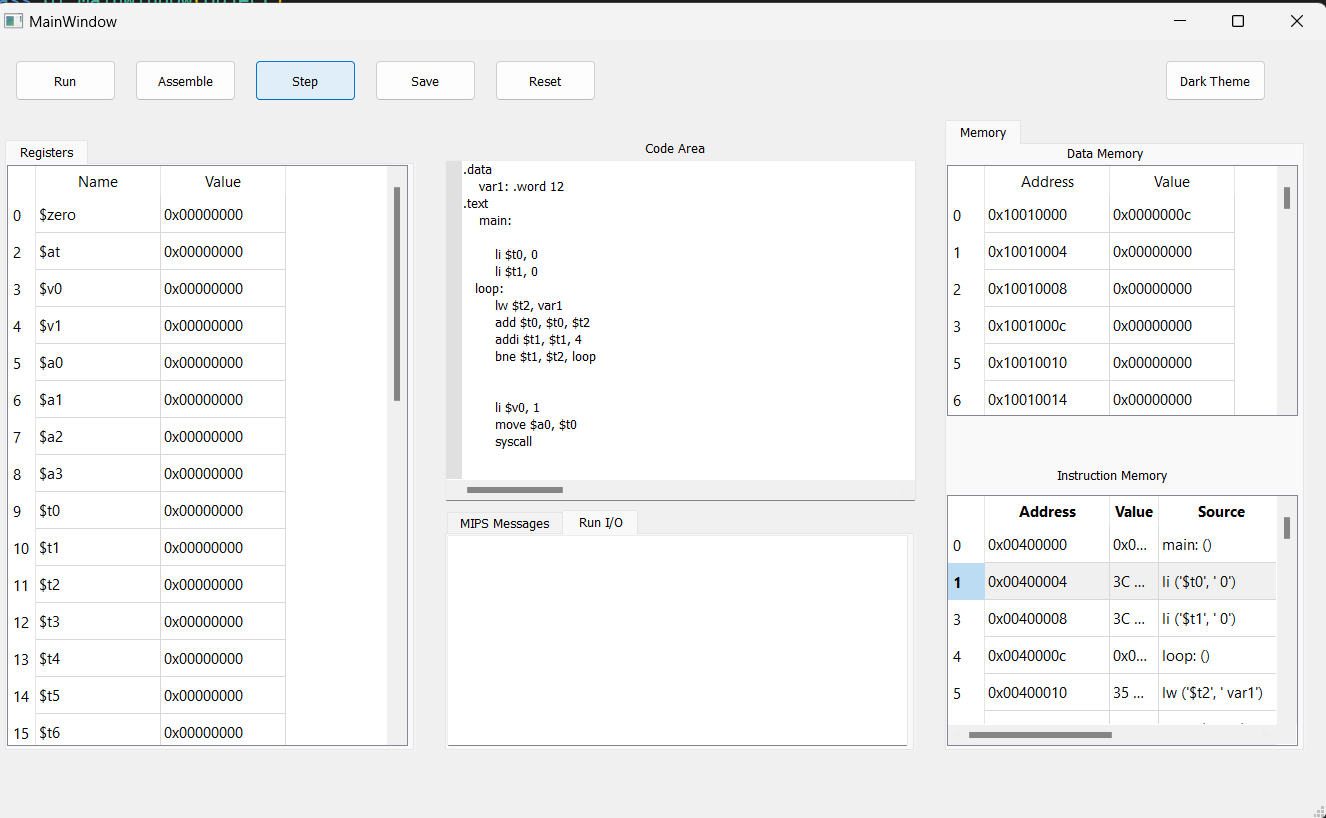 MainWindow
Run Assemble Step Save Reset Dark Theme
Registers
Name Value
0 $zero 0x00000000
2 $at 0x00000000
3 $v0 0x00000000
4 $v1 0x00000000
5 $a0 0x00000000
6 $a1 0x00000000
7 $a2 0x00000000
8 $a3 0x00000000
9 $t0 0x00000000
10 $t1 0x00000000
11 $t2 0x00000000
12 $t3 0x00000000
13 $t4 0x00000000
14 $t5 0x00000000
15 $t6 0x00000000
Code Area
.data
var1: .word 12
.text
main:
li $t0, 0
li $t1, 0
loop:
lw $t2, var1
add $t0, $t0, $t2
addi $t1, $t1, 4
bne $t1, $t2, loop
li $v0, 1
move $a0, $t0
syscall
MIPS Messages Run I/O
Memory
Data Memory
Address Value
0 0x10010000 0x0000000c
1 0x10010004 0x00000000
2 0x10010008 0x00000000
3 0x1001000c 0x00000000
5 0x10010010 0x00000000
6 0x10010014 0x00000000
Instruction Memory
Address Value Source
0 0x00400000 0x0... main: ()
1 0x00400004 3C ... li ('$t0', ' 0')
3 0x00400008 3C ... li ('$t1', ' 0')
4 0x0040000c 0x0... loop: ()
5 0x00400010 35 ... lw ('$t2', ' var1')